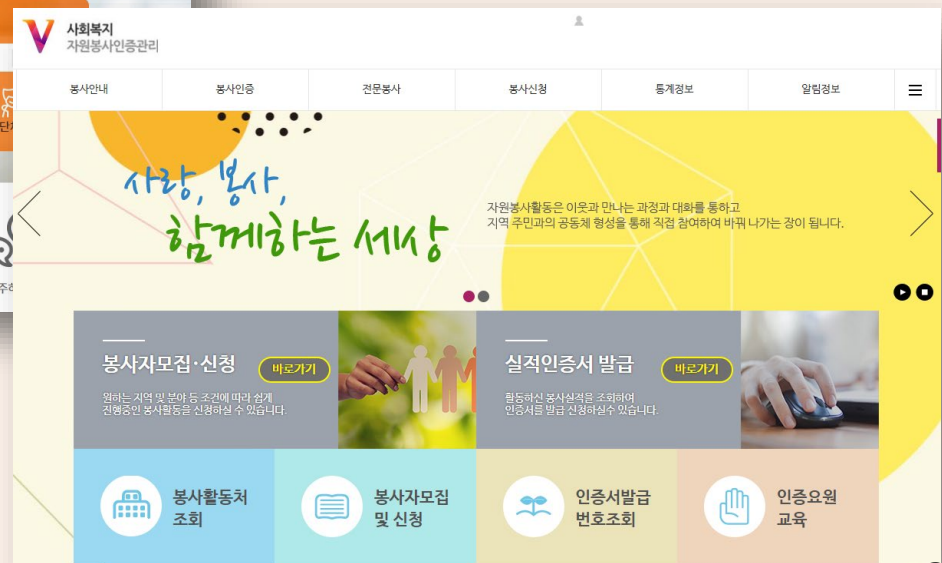 사회복지
자원봉사인증관리
봉사안내 봉사인증 전문봉사 봉사신청 통계정보 알림정보
사랑, 봉사,
함께하는 세상
자원봉사활동은 이웃과 만나는 과정과 대화를 통하고
지역 주민과의 공동체 형성을 통해 직접 참여하여 바꿔 나가는 장이 됩니다.
봉사자모집·신청 바로가기
원하는 지역 및 분야 등 조건에 따라 쉽게
진행중인 봉사활동을 신청하실 수 있습니다.
실적인증서 발급 바로가기
활동하신 봉사실적을 조회하여
인증서를 발급 신청하실수 있습니다.
봉사활동처
조회
봉사자모집
및 신청
인증서발급
번호조회
인증요원
교육